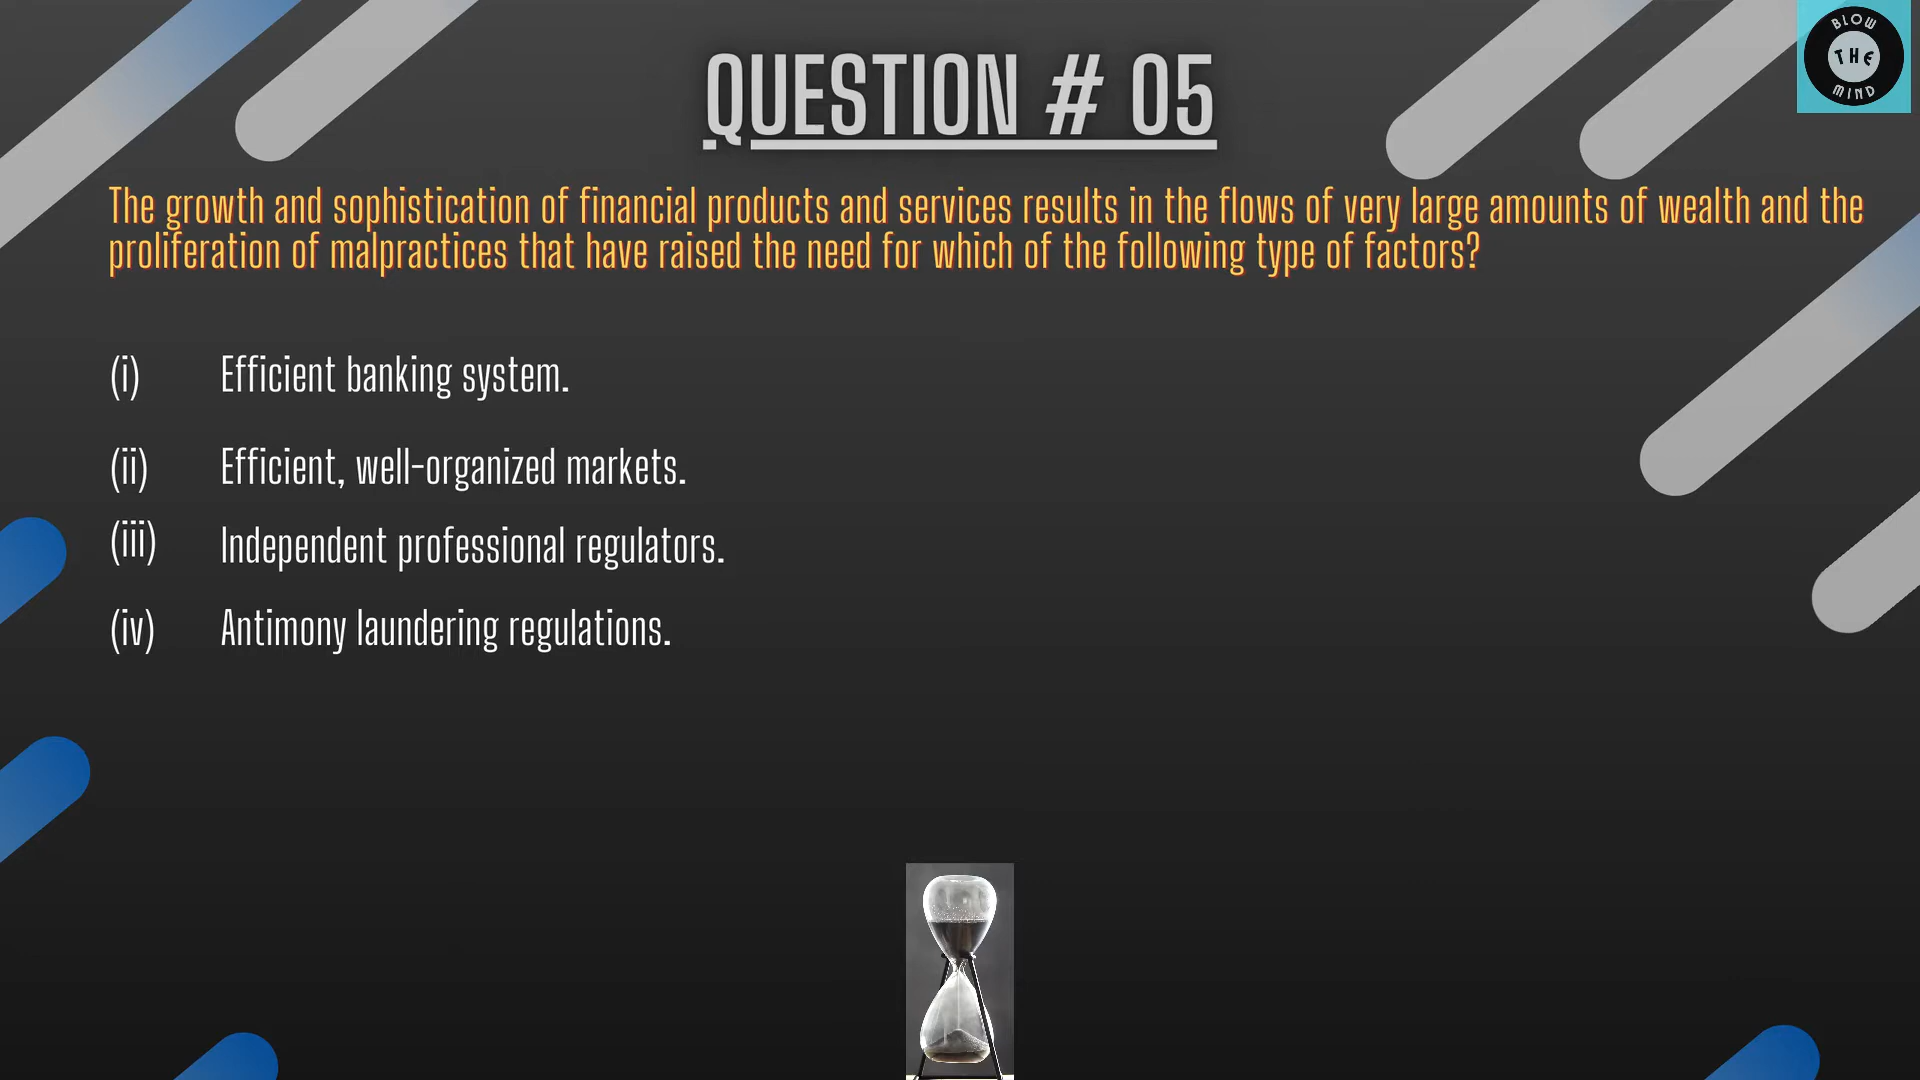 BLOW
THE
MIND
QUESTION # 05
The growth and sophistication of financial products and services results in the flows of very large amounts of wealth and the
proliferation of malpractices that have raised the need for which of the following type of factors?
(i) Efficient banking system.
(ii) Efficient, well-organized markets.
(iii) Independent professional regulators.
(iv) Antimony laundering regulations.